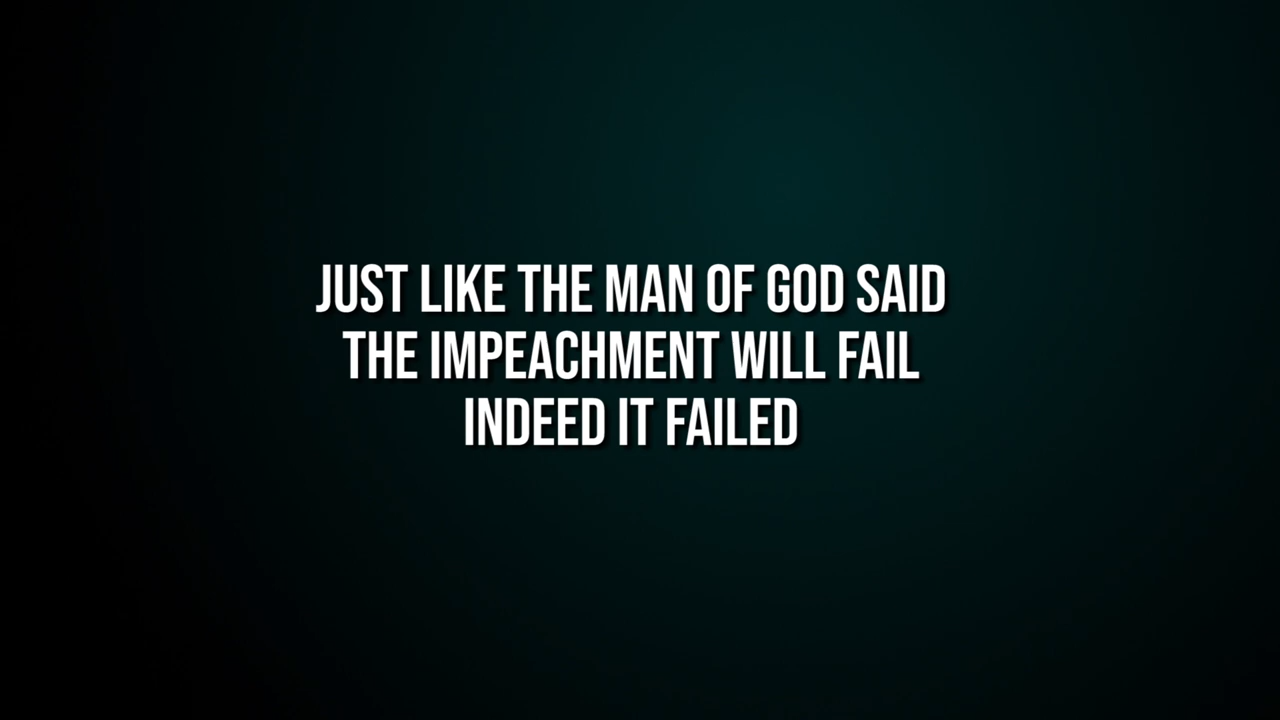 JUST LIKE THE MAN OF GOD SAID
THE IMPEACHMENT WILL FAIL
INDEED IT FAILED